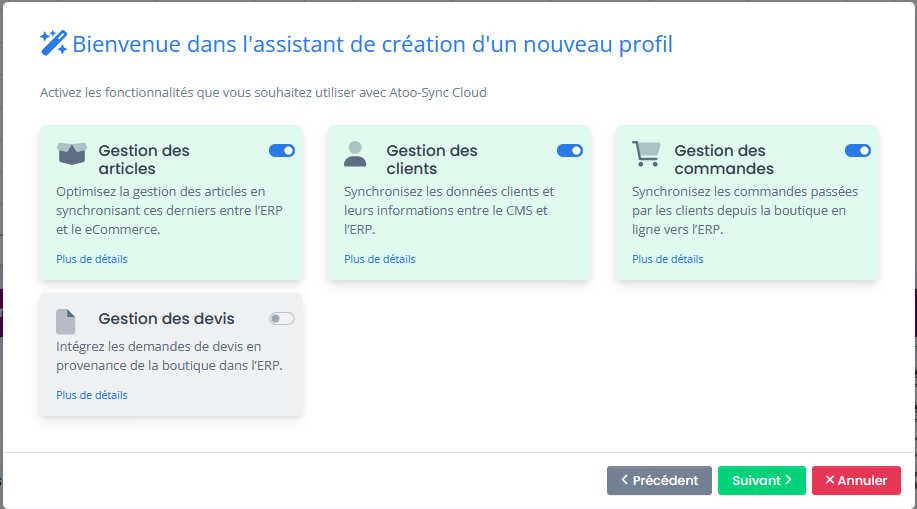 Bienvenue dans l'assistant de création d'un nouveau profil
Activez les fonctionnalités que vous souhaitez utiliser avec Atoo-Sync Cloud
Gestion des
articles
Optimisez la gestion des articles en
synchronisant ces derniers entre l'ERP
et le eCommerce.
Plus de détails
Gestion des
clients
Synchronisez les données clients et
leurs informations entre le CMS et
l'ERP.
Plus de détails
Gestion des
commandes
Synchronisez les commandes passées
par les clients depuis la boutique en
ligne vers l'ERP.
Plus de détails
Gestion des devis
Intégrez les demandes de devis en
provenance de la boutique dans l'ERP.
Plus de détails
Précédent
Suivant
Annuler